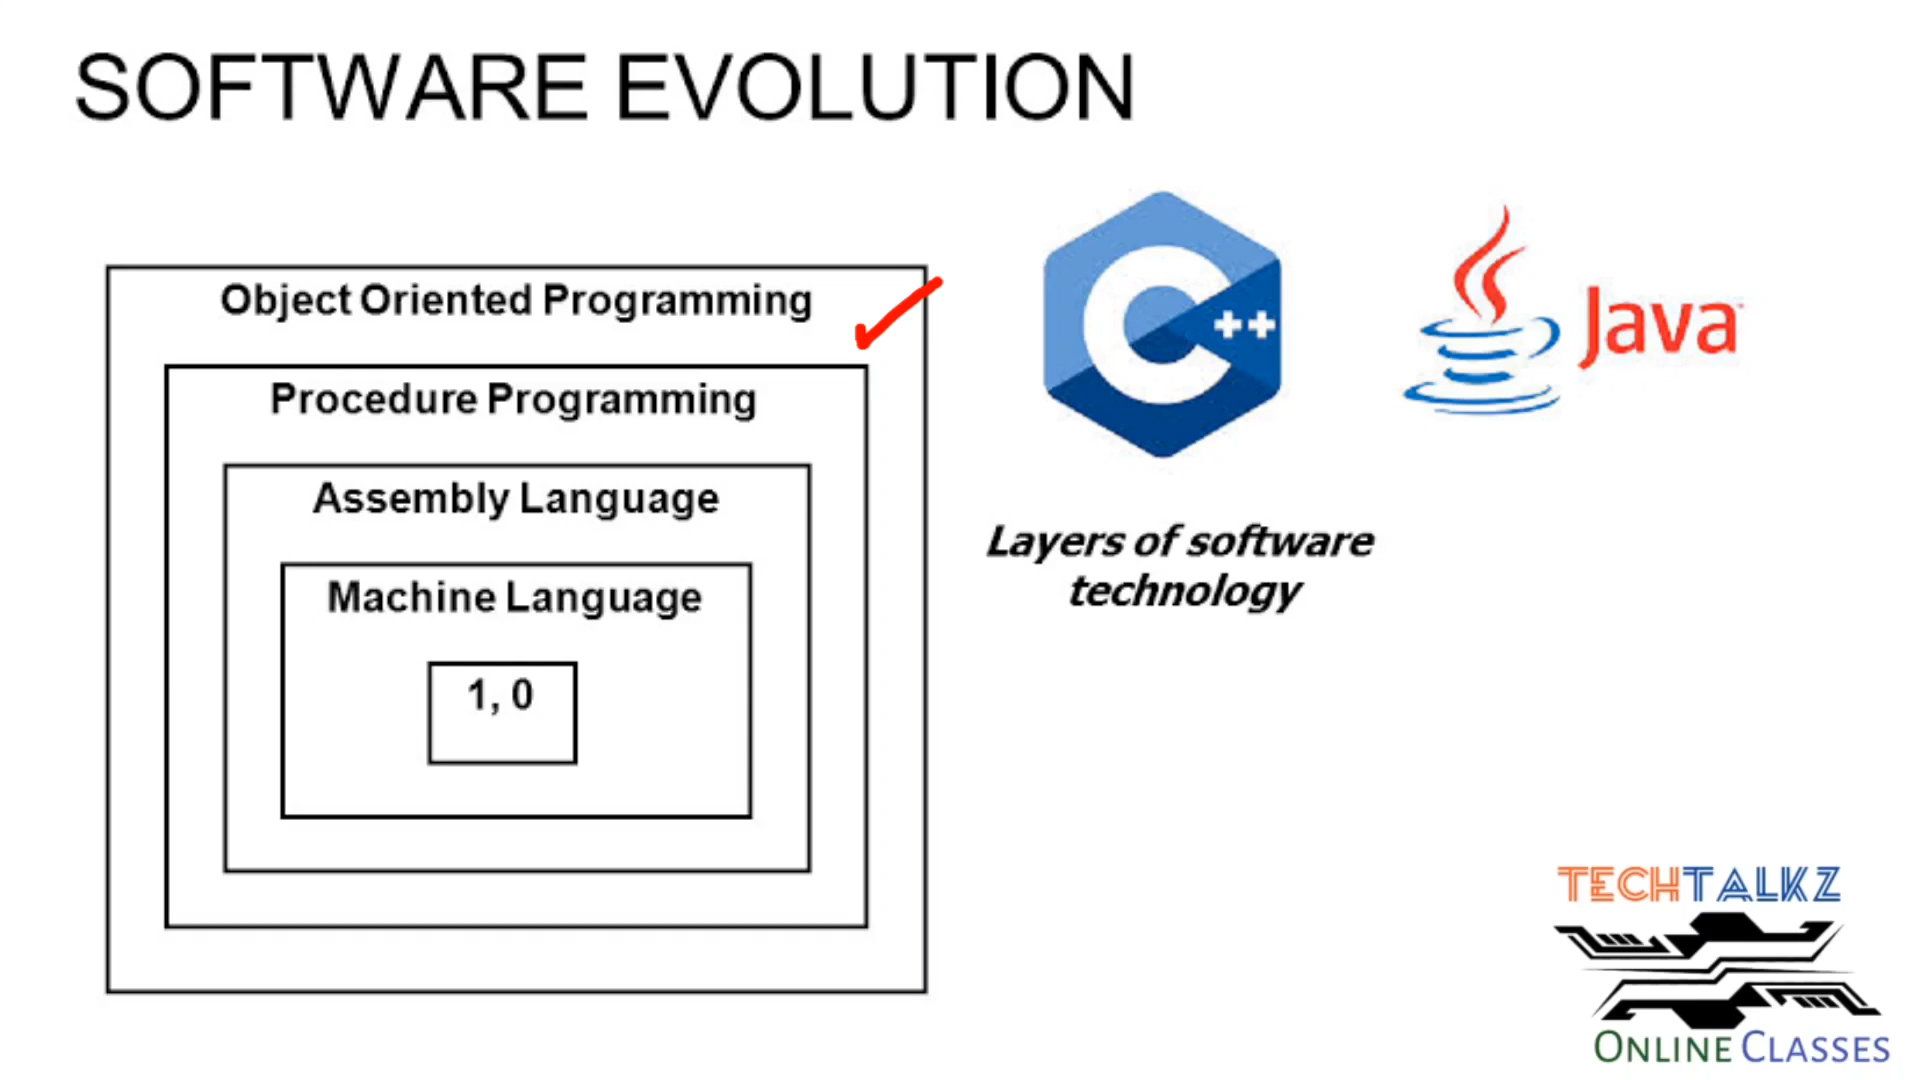 SOFTWARE EVOLUTION
Object Oriented Programming
Procedure Programming
Assembly Language
Machine Language
1, 0
C++
Java
Layers of software
technology
TECHTALKZ
ONLINE CLASSES